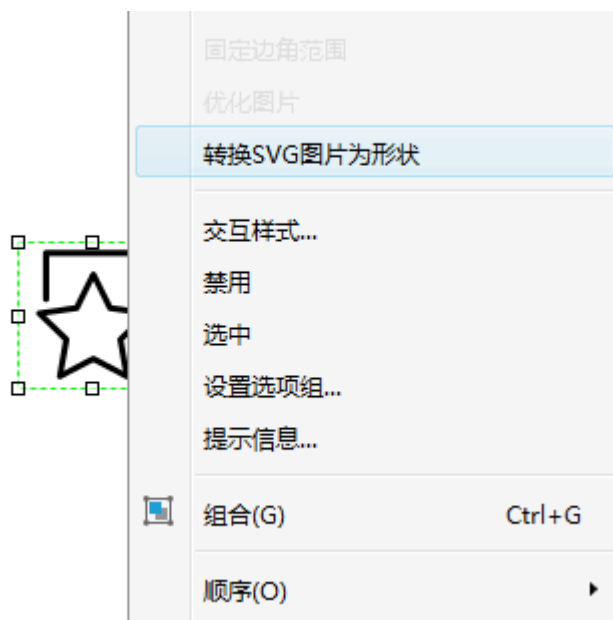 固定边角范围
优化图片
转换SVG图片为形状
交互样式...
禁用
选中
设置选项组...
提示信息...
组合(G) Ctrl+G
顺序(O)